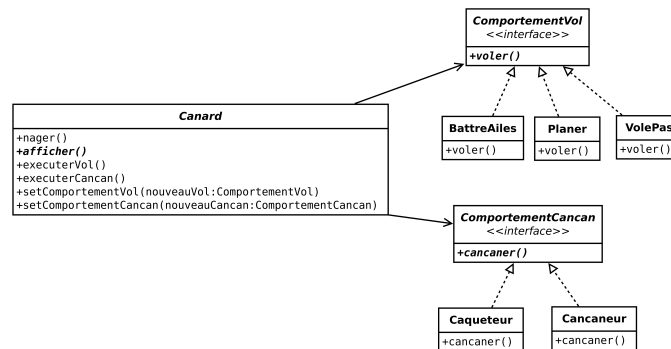 ComportementVol
<<interface>>
+voler()
Canard
+nager()
+afficher()
+executerVol()
+executerCancan()
+setComportementVol(nouveauVol:ComportementVol)
+setComportementCancan(nouveauCancan:ComportementCancan)
BattreAiles
+voler()
Planer
+voler()
VolePas
+voler()
ComportementCancan
<<interface>>
+cancaner()
Caqueteur
+cancaner()
Cancaneur
+cancaner()